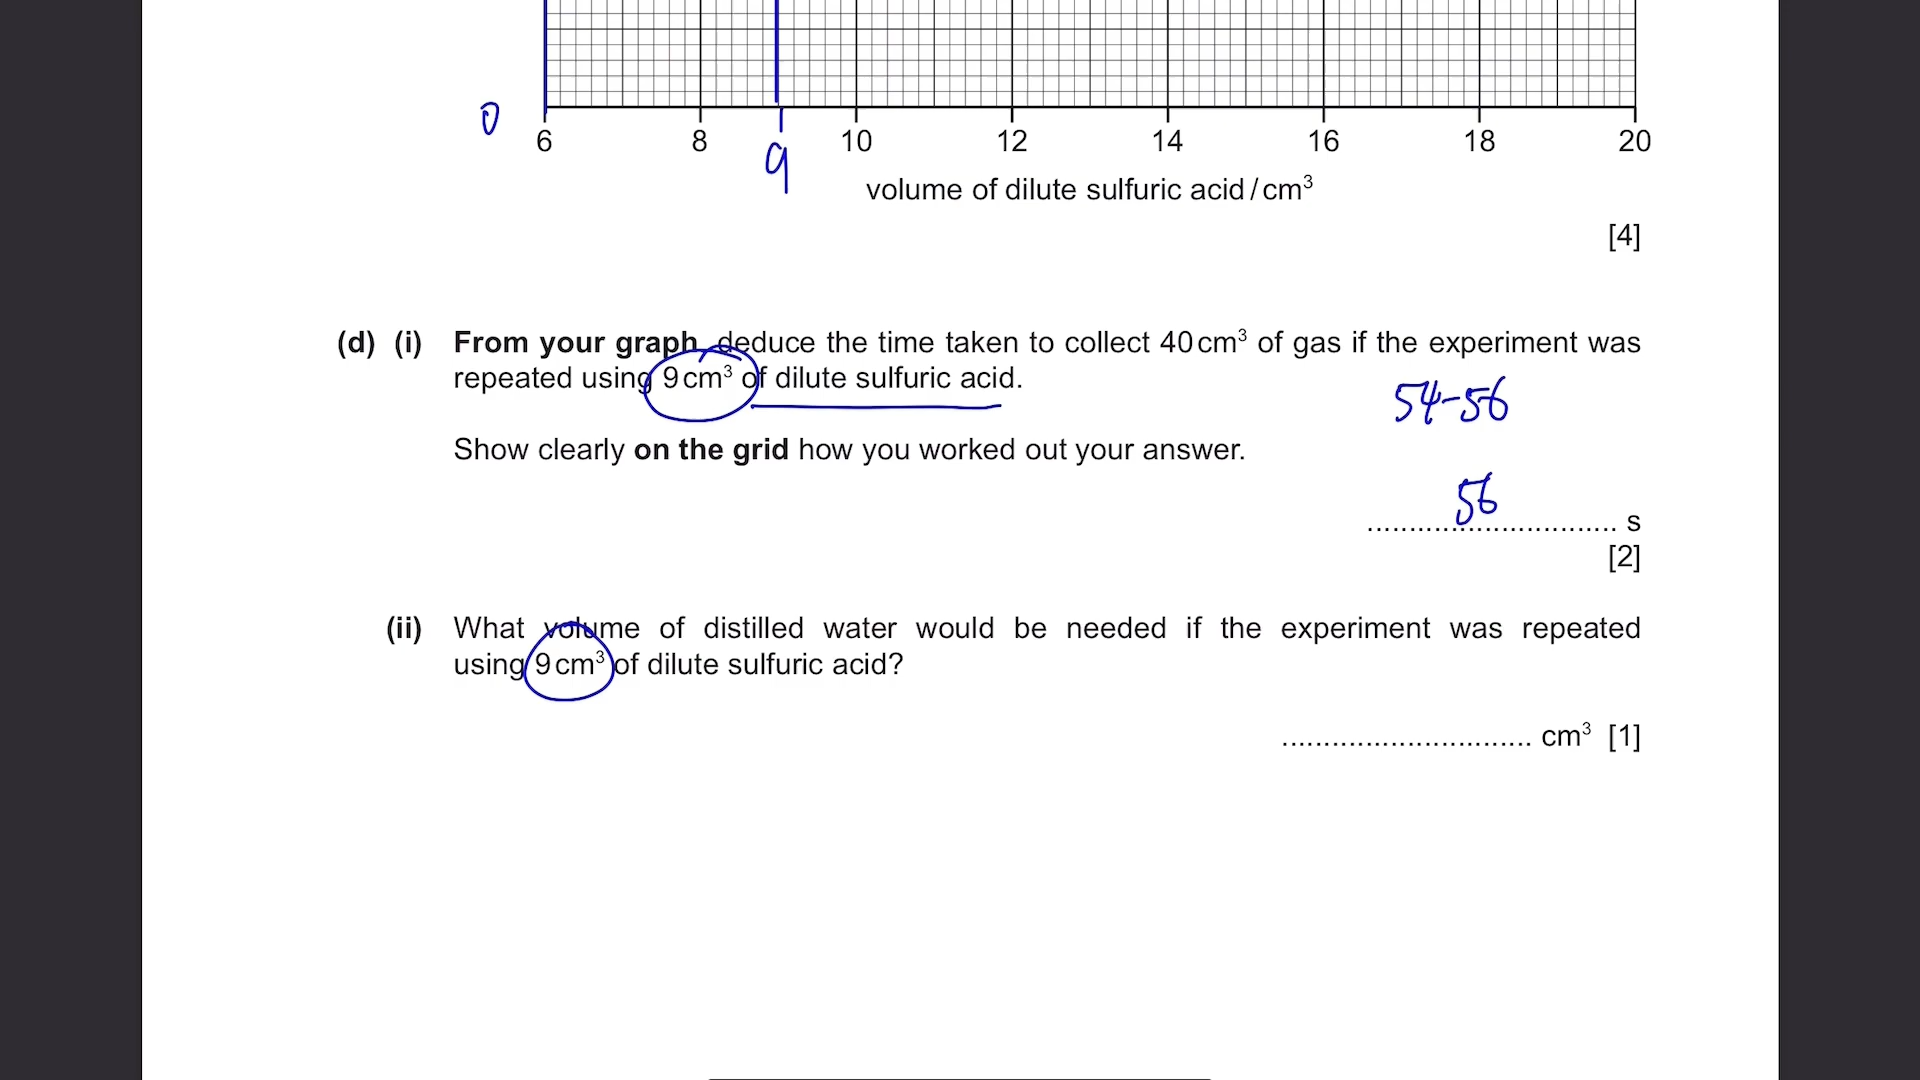 0
6 8 10 12 14 16 18 20
9
volume of dilute sulfuric acid / cm³
[4]
(d) (i) From your graph, deduce the time taken to collect 40 cm³ of gas if the experiment was
repeated using 9 cm³ of dilute sulfuric acid.
54-56
Show clearly on the grid how you worked out your answer.
56
.............................. s
[2]
(ii) What volume of distilled water would be needed if the experiment was repeated
using 9 cm³ of dilute sulfuric acid?
.............................. cm³ [1]